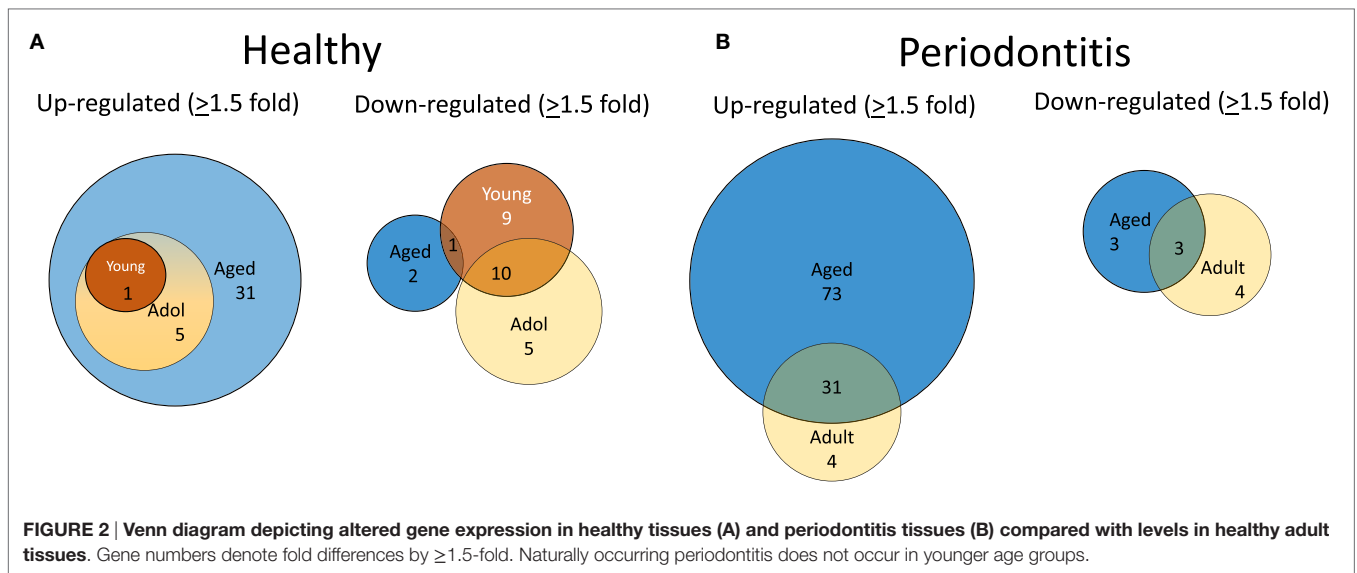 A
Healthy
Up-regulated (≥1.5 fold)
Down-regulated (≥1.5 fold)
Young
1
Adol
5
Aged
31
Young
9
Aged
2
1
10
Adol
5
B
Periodontitis
Up-regulated (≥1.5 fold)
Down-regulated (≥1.5 fold)
Aged
73
31
Adult
4
Aged
3
3
Adult
4
FIGURE 2 | Venn diagram depicting altered gene expression in healthy tissues (A) and periodontitis tissues (B) compared with levels in healthy adult
tissues. Gene numbers denote fold differences by ≥1.5-fold. Naturally occurring periodontitis does not occur in younger age groups.